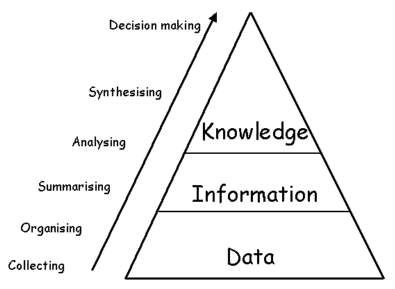 Decision making
Synthesising
Analysing
Knowledge
Summarising
Information
Organising
Data
Collecting